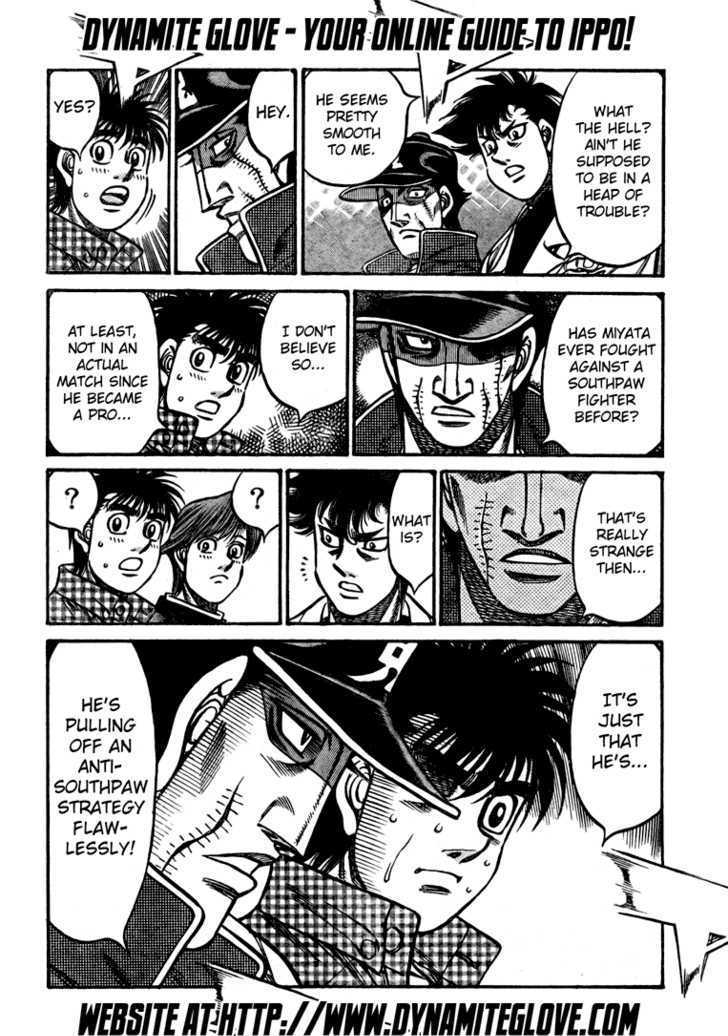 DYNAMITE GLOVE - YOUR ONLINE GUIDE TO IPPO!
WHAT
THE HELL?
AIN'T HE
SUPPOSED
TO BE IN A
HEAP OF
TROUBLE?
HE SEEMS
PRETTY
SMOOTH
TO ME.
HEY.
YES?
HAS MIYATA
EVER FOUGHT
AGAINST A
SOUTHPAW
FIGHTER
BEFORE?
I DON'T
BELIEVE
SO...
AT LEAST,
NOT IN AN
ACTUAL
MATCH SINCE
HE BECAME
A PRO...
THAT'S
REALLY
STRANGE
THEN...
WHAT
IS?
?
?
IT'S
JUST
THAT
HE'S...
HE'S
PULLING
OFF AN
ANTI-
SOUTHPAW
STRATEGY
FLAW-
LESSLY!
WEBSITE AT HTTP://WWW.DYNAMITEGLOVE.COM